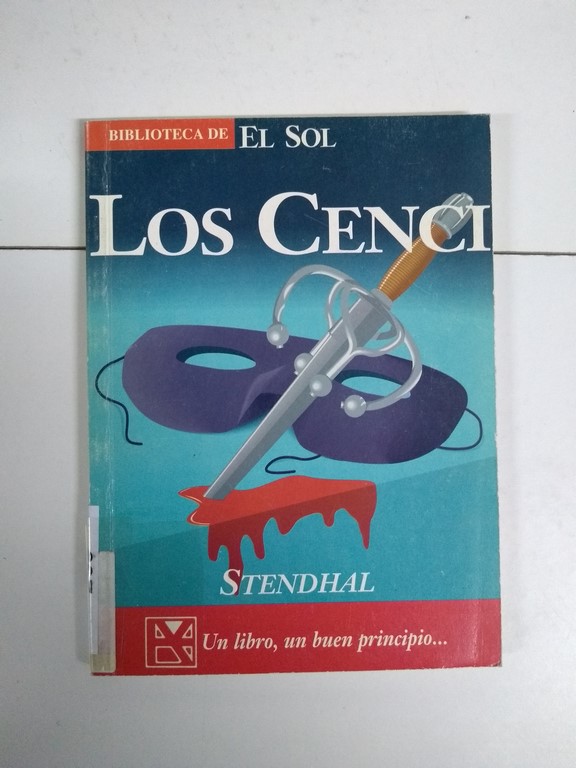 BIBLIOTECA DE EL SOL
LOS CENCI
STENDHAL
Un libro, un buen principio...